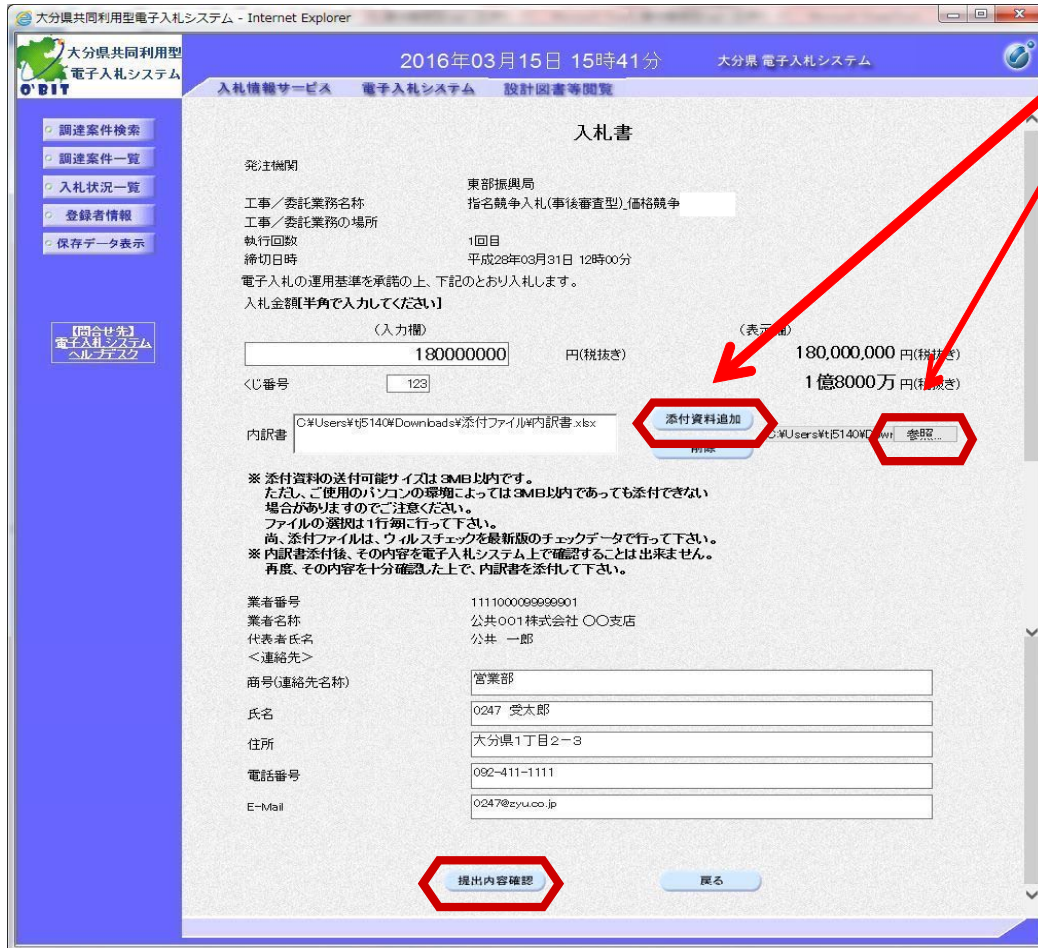 大分県共同利用型電子入札システム - Internet Explorer
大分県共同利用型
電子入札システム
O'BIT
2016年03月15日 15時41分
大分県 電子入札システム
入札情報サービス 電子入札システム 設計図書等閲覧
調達案件検索
調達案件一覧
入札状況一覧
登録者情報
保存データ表示
【問合せ先】
電子入札システム
ヘルプデスク
入札書
発注機関
東部振興局
工事／委託業務名称 指名競争入札(事後審査型)_価格競争
工事／委託業務の場所
執行回数 1回目
締切日時 平成28年03月31日 12時00分
電子入札の運用基準を承諾の上、下記のとおり入札します。
入札金額[半角で入力してください]
(入力欄) (表示欄)
180000000 円(税抜き) 180,000,000 円(税抜き)
くじ番号 123 1億8000万 円(税抜き)
内訳書 C:¥Users¥tj5140¥Downloads¥添付ファイル¥内訳書.xlsx 添付資料追加
削除
C:¥Users¥tj5140¥Dowr 参照...
※ 添付資料の送付可能サイズは3MB以内です。
ただし、ご使用のパソコンの環境によっては3MB以内であっても添付できない
場合がありますのでご注意ください。
ファイルの選択は1行毎に行って下さい。
尚、添付ファイルは、ウィルスチェックを最新版のチェックデータで行って下さい。
※ 内訳書添付後、その内容を電子入札システム上で確認することは出来ません。
再度、その内容を十分確認した上で、内訳書を添付して下さい。
業者番号 1111000099999901
業者名称 公共001株式会社 〇〇支店
代表者氏名 公共 一郎
＜連絡先＞
商号(連絡先名称) 営業部
氏名 0247 受太郎
住所 大分県1丁目2－3
電話番号 092-411-1111
E-Mail 0247@zyu.co.jp
提出内容確認 戻る